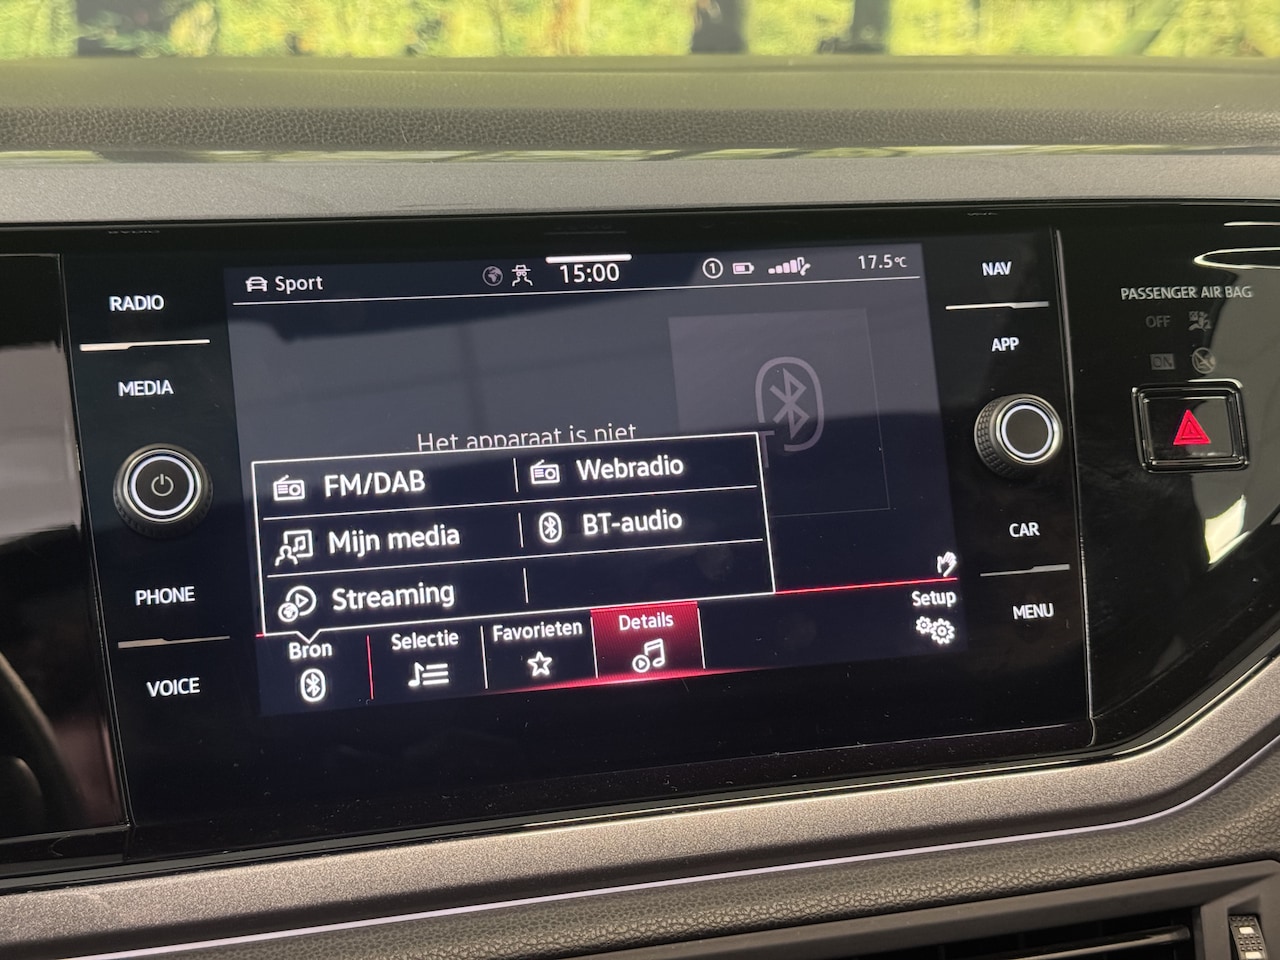 RADIO
MEDIA
PHONE
VOICE
Sport
15:00
1
17.5°C
Het apparaat is niet
FM/DAB
Webradio
Mijn media
BT-audio
Streaming
Bron
Selectie
Favorieten
Details
Setup
NAV
APP
CAR
MENU
PASSENGER AIR BAG
OFF
ON